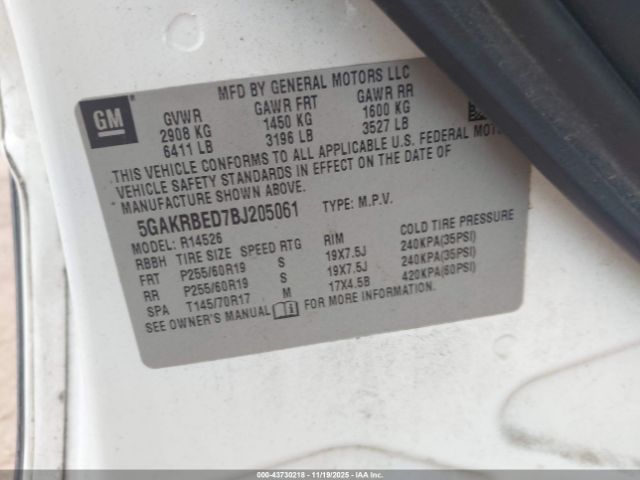 MFD BY GENERAL MOTORS LLC
GM
GVWR GAWR FRT GAWR RR
2908 KG 1450 KG 1600 KG
6411 LB 3196 LB 3527 LB
THIS VEHICLE CONFORMS TO ALL APPLICABLE U.S. FEDERAL MOTOR
VEHICLE SAFETY STANDARDS IN EFFECT ON THE DATE OF
MANUFACTURE SHOWN ABOVE.
5GAKRBED7BJ205061 TYPE: M.P.V.
MODEL: R14526
RBBH TIRE SIZE SPEED RTG RIM COLD TIRE PRESSURE
FRT P255/60R19 S 19X7.5J 240KPA(35PSI)
RR P255/60R19 S 19X7.5J 240KPA(35PSI)
SPA T145/70R17 M 17X4.5B 420KPA(60PSI)
SEE OWNER'S MANUAL FOR MORE INFORMATION.
000-43730218 - 11/19/2025 - IAAI.COM